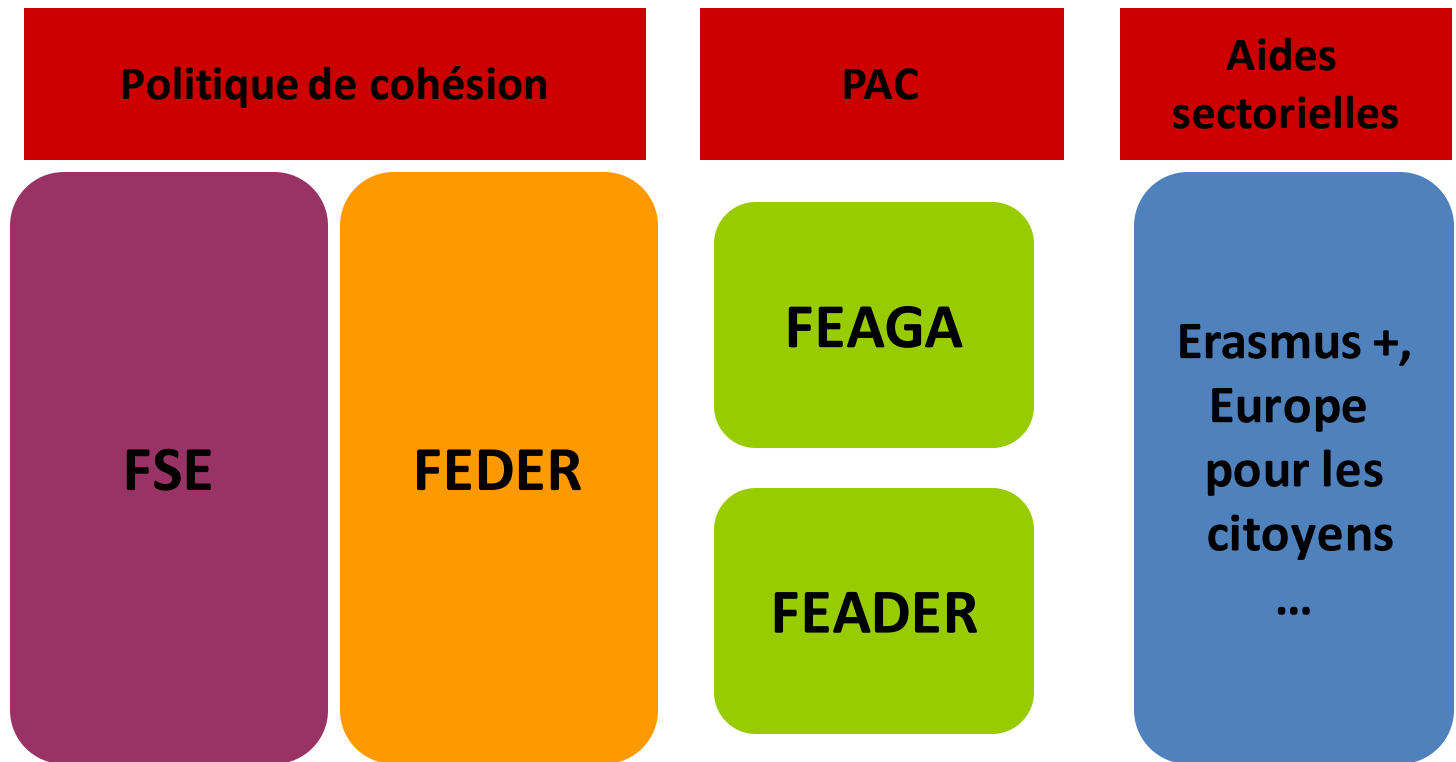 Politique de cohésion
PAC
Aides
sectorielles
FSE
FEDER
FEAGA
FEADER
Erasmus +,
Europe
pour les
citoyens
...